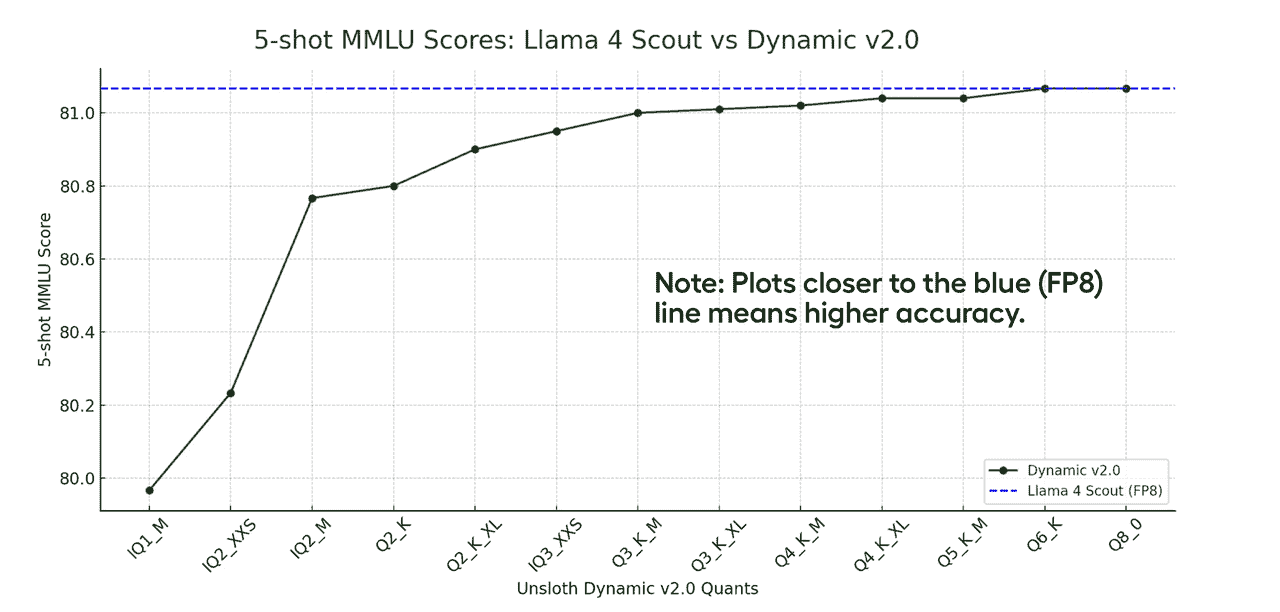 5-shot MMLU Scores: Llama 4 Scout vs Dynamic v2.0
5-shot MMLU Score
81.0
80.8
80.6
80.4
80.2
80.0
Note: Plots closer to the blue (FP8)
line means higher accuracy.
Dynamic v2.0
Llama 4 Scout (FP8)
IQ1_M
IQ2_XXS
IQ2_M
Q2_K
Q2_K_XL
IQ3_XXS
Q3_K_M
Q3_K_XL
Q4_K_M
Q4_K_XL
Q5_K_M
Q6_K
Q8_0
Unsloth Dynamic v2.0 Quants